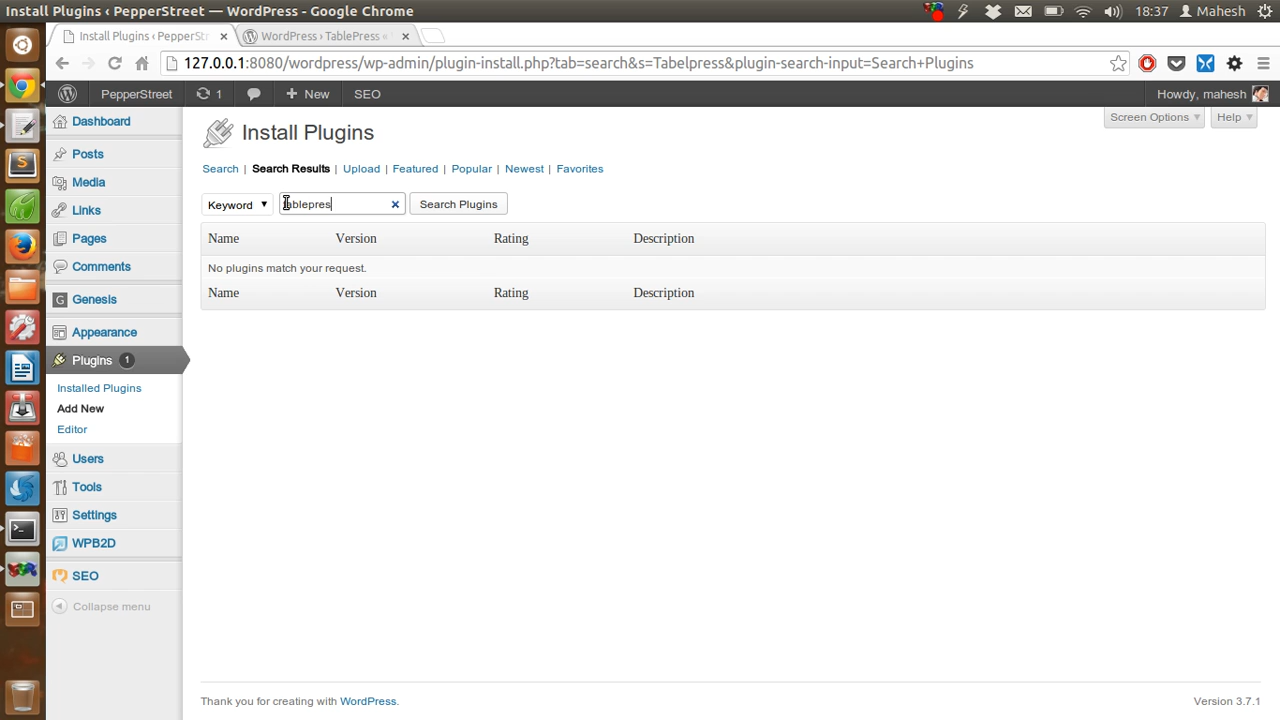 Install Plugins ‹ PepperStreet — WordPress - Google Chrome
18:37
Mahesh
Install Plugins ‹ PepperStr
WordPress › TablePress «
127.0.0.1:8080/wordpress/wp-admin/plugin-install.php?tab=search&s=Tabelpress&plugin-search-input=Search+Plugins
PepperStreet
1
+ New
SEO
Howdy, mahesh
Dashboard
Posts
Media
Links
Pages
Comments
Genesis
Appearance
Plugins 1
Installed Plugins
Add New
Editor
Users
Tools
Settings
WPB2D
SEO
Collapse menu
Screen Options
Help
Install Plugins
Search | Search Results | Upload | Featured | Popular | Newest | Favorites
Keyword
ablepres
Search Plugins
Name Version Rating Description
No plugins match your request.
Name Version Rating Description
Thank you for creating with WordPress.
Version 3.7.1